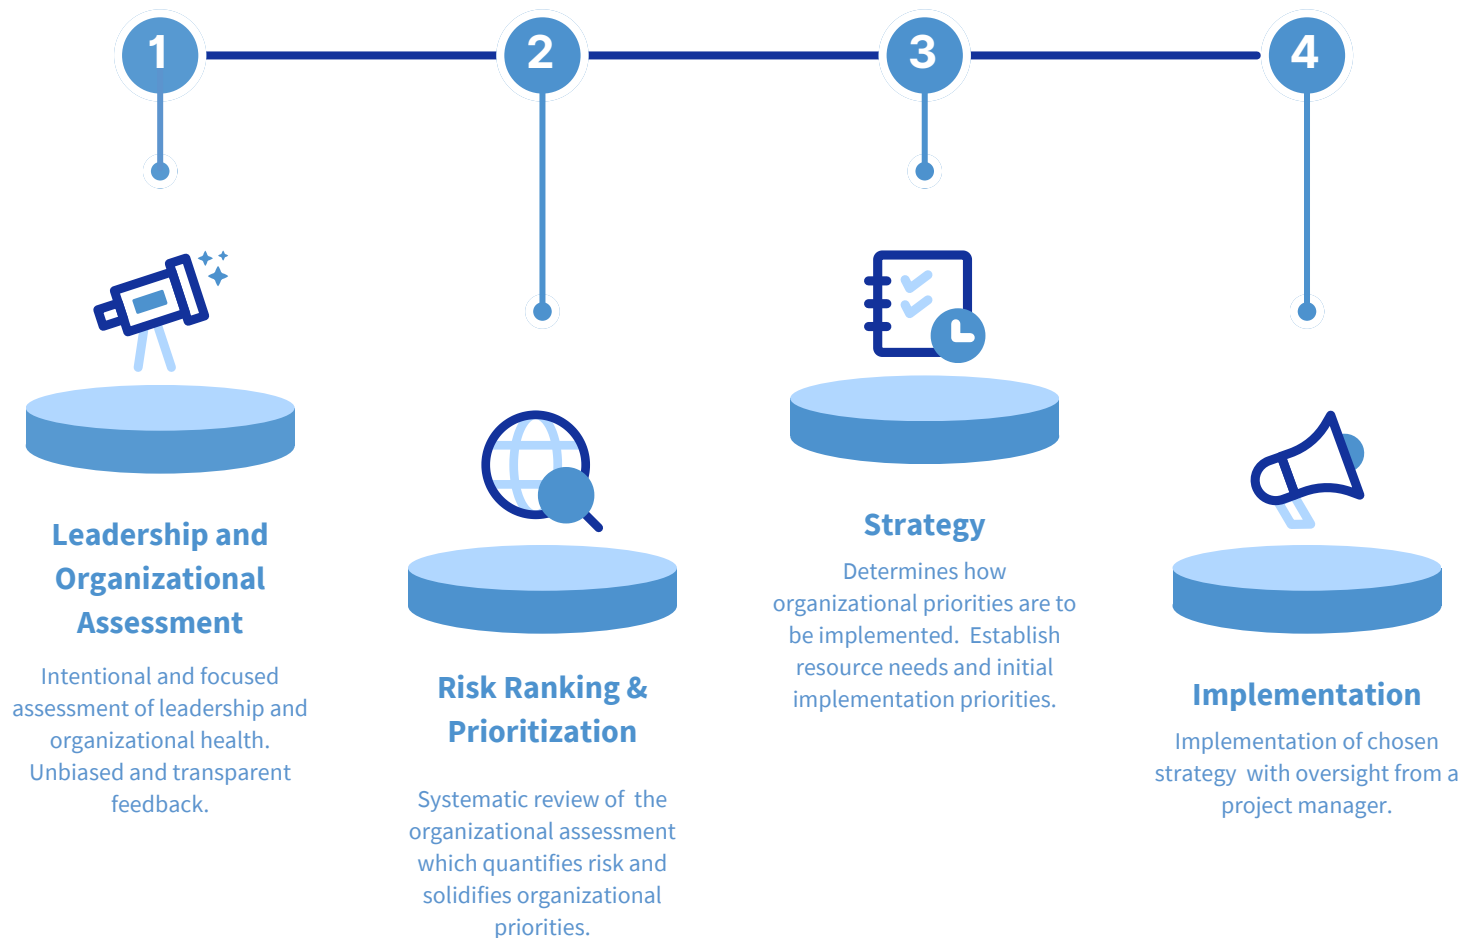 1
2
3
4
Leadership and
Organizational
Assessment
Intentional and focused
assessment of leadership and
organizational health.
Unbiased and transparent
feedback.
Risk Ranking &
Prioritization
Systematic review of  the
organizational assessment
which quantifies risk and
solidifies organizational
priorities.
Strategy
Determines how
organizational priorities are to
be implemented.  Establish
resource needs and initial
implementation priorities.
Implementation
Implementation of chosen
strategy  with oversight from a
project manager.